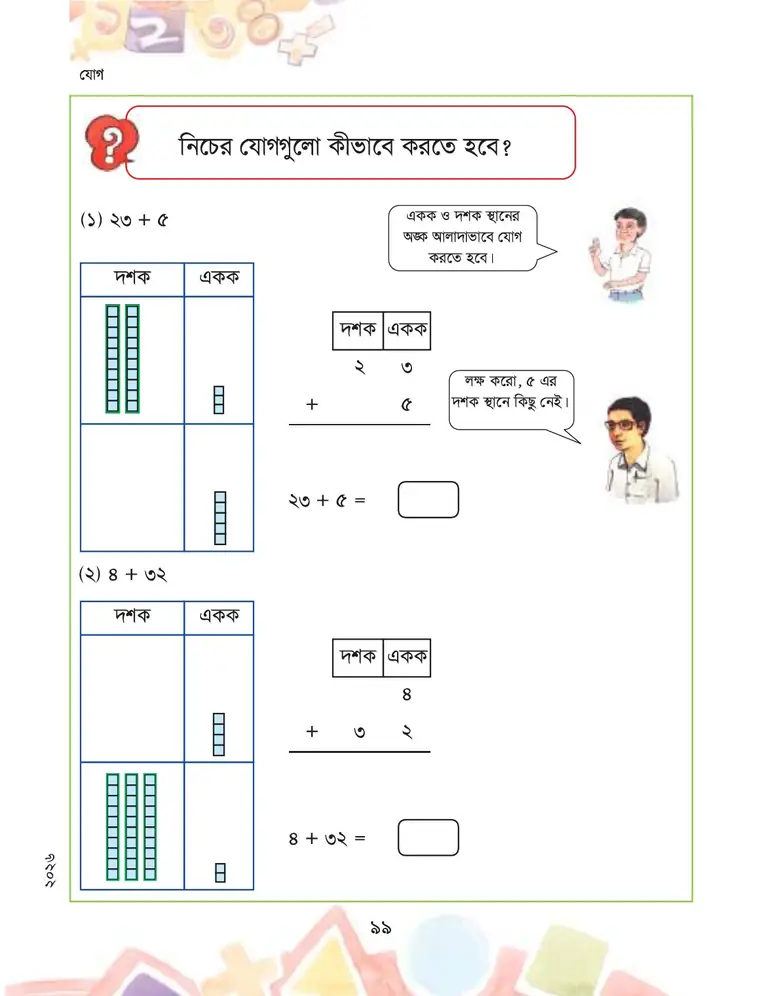 যোগ
নিচের যোগগুলো কীভাবে করতে হবে?
(১) ২৩ + ৫
একক ও দশক স্থানের
অঙ্ক আলাদাভাবে যোগ
করতে হবে।
দশক একক
দশক একক
২ ৩
+ ৫
লক্ষ করো, ৫ এর
দশক স্থানে কিছু নেই।
২৩ + ৫ =
(২) ৪ + ৩২
দশক একক
দশক একক
৪
+ ৩ ২
৪ + ৩২ =
২০২৬
৯৯